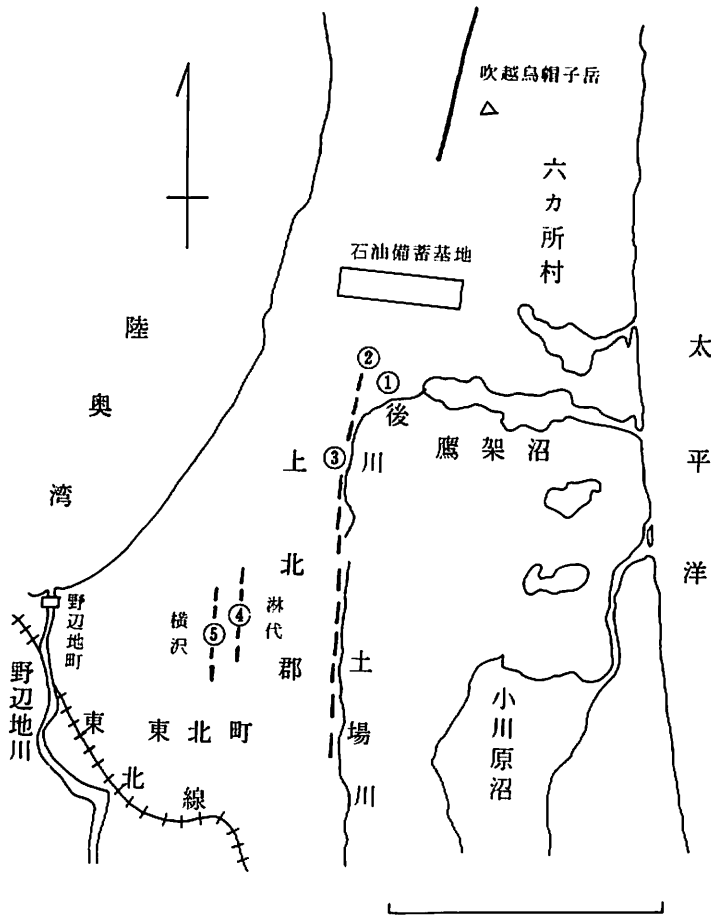 吹越烏帽子岳
六カ所村
石油備蓄基地
陸奥湾
太平洋
②
①
後川
鷹架沼
③
上北郡
野辺地町
横沢
⑤
④
淋代
土場川
小川原沼
野辺地川
東北町
東北線